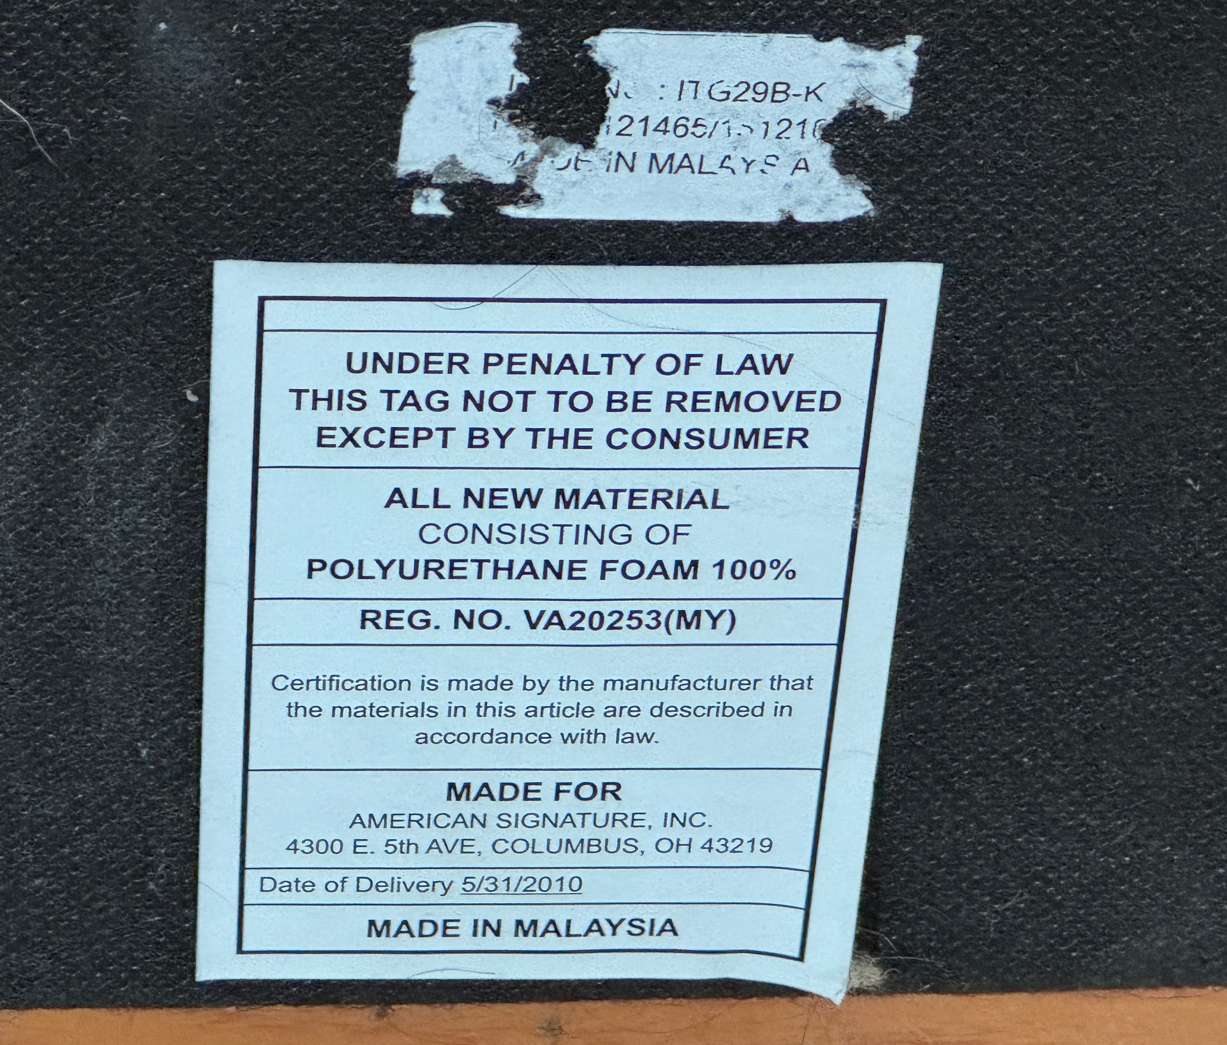 : ITG29B-K
IN MALAYSIA
UNDER PENALTY OF LAW
THIS TAG NOT TO BE REMOVED
EXCEPT BY THE CONSUMER
ALL NEW MATERIAL
CONSISTING OF
POLYURETHANE FOAM 100%
REG. NO. VA20253(MY)
Certification is made by the manufacturer that
the materials in this article are described in
accordance with law.
MADE FOR
AMERICAN SIGNATURE, INC.
4300 E. 5th AVE, COLUMBUS, OH 43219
Date of Delivery 5/31/2010
MADE IN MALAYSIA